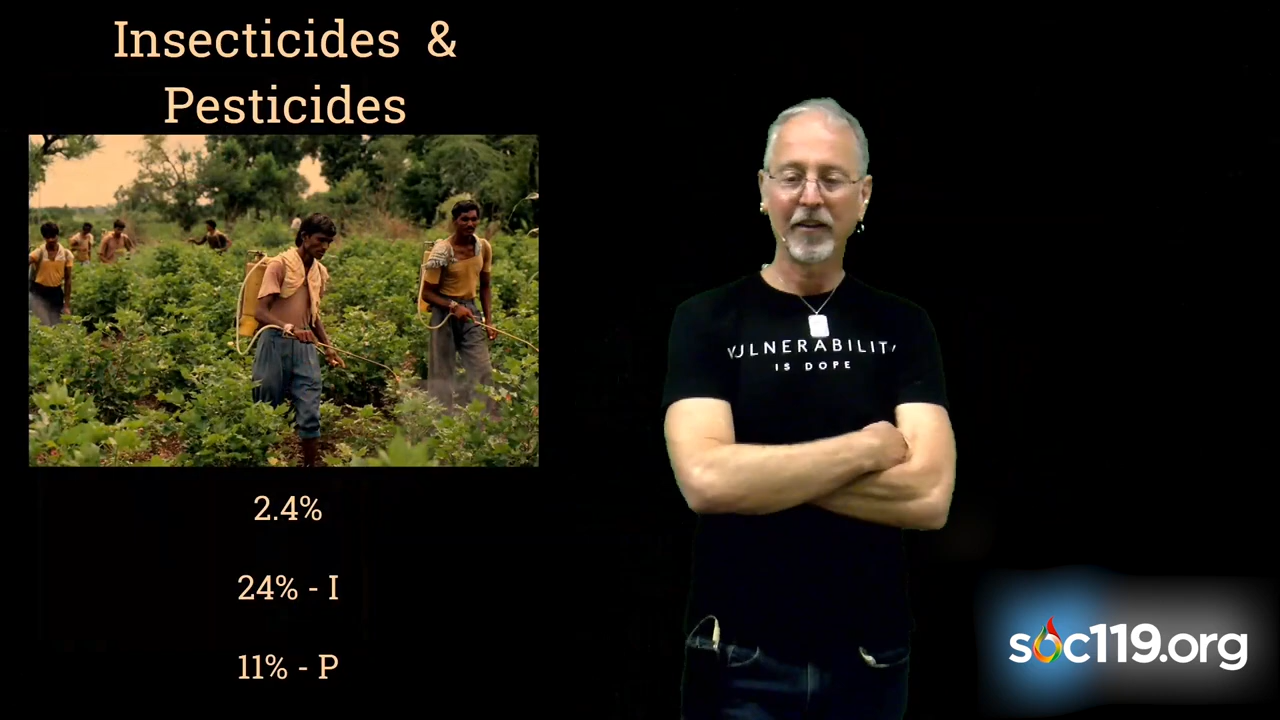 Insecticides &
Pesticides
2.4%
24% - I
11% - P
VULNERABILITY
IS DOPE
soc119.org